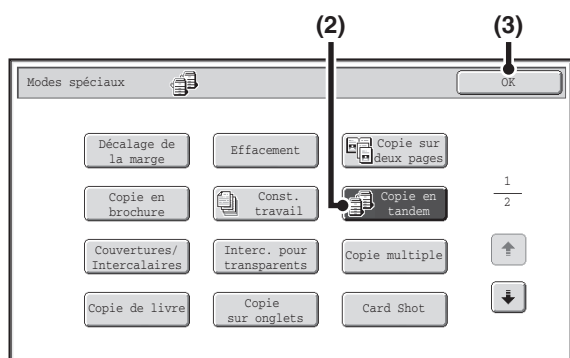 (2) (3)
Modes spéciaux OK
Décalage de
la marge
Effacement
Copie sur
deux pages
Copie en
brochure
Const.
travail
Copie en
tandem
1
2
Couvertures/
Intercalaires
Interc. pour
transparents
Copie multiple
Copie de livre
Copie
sur onglets
Card Shot